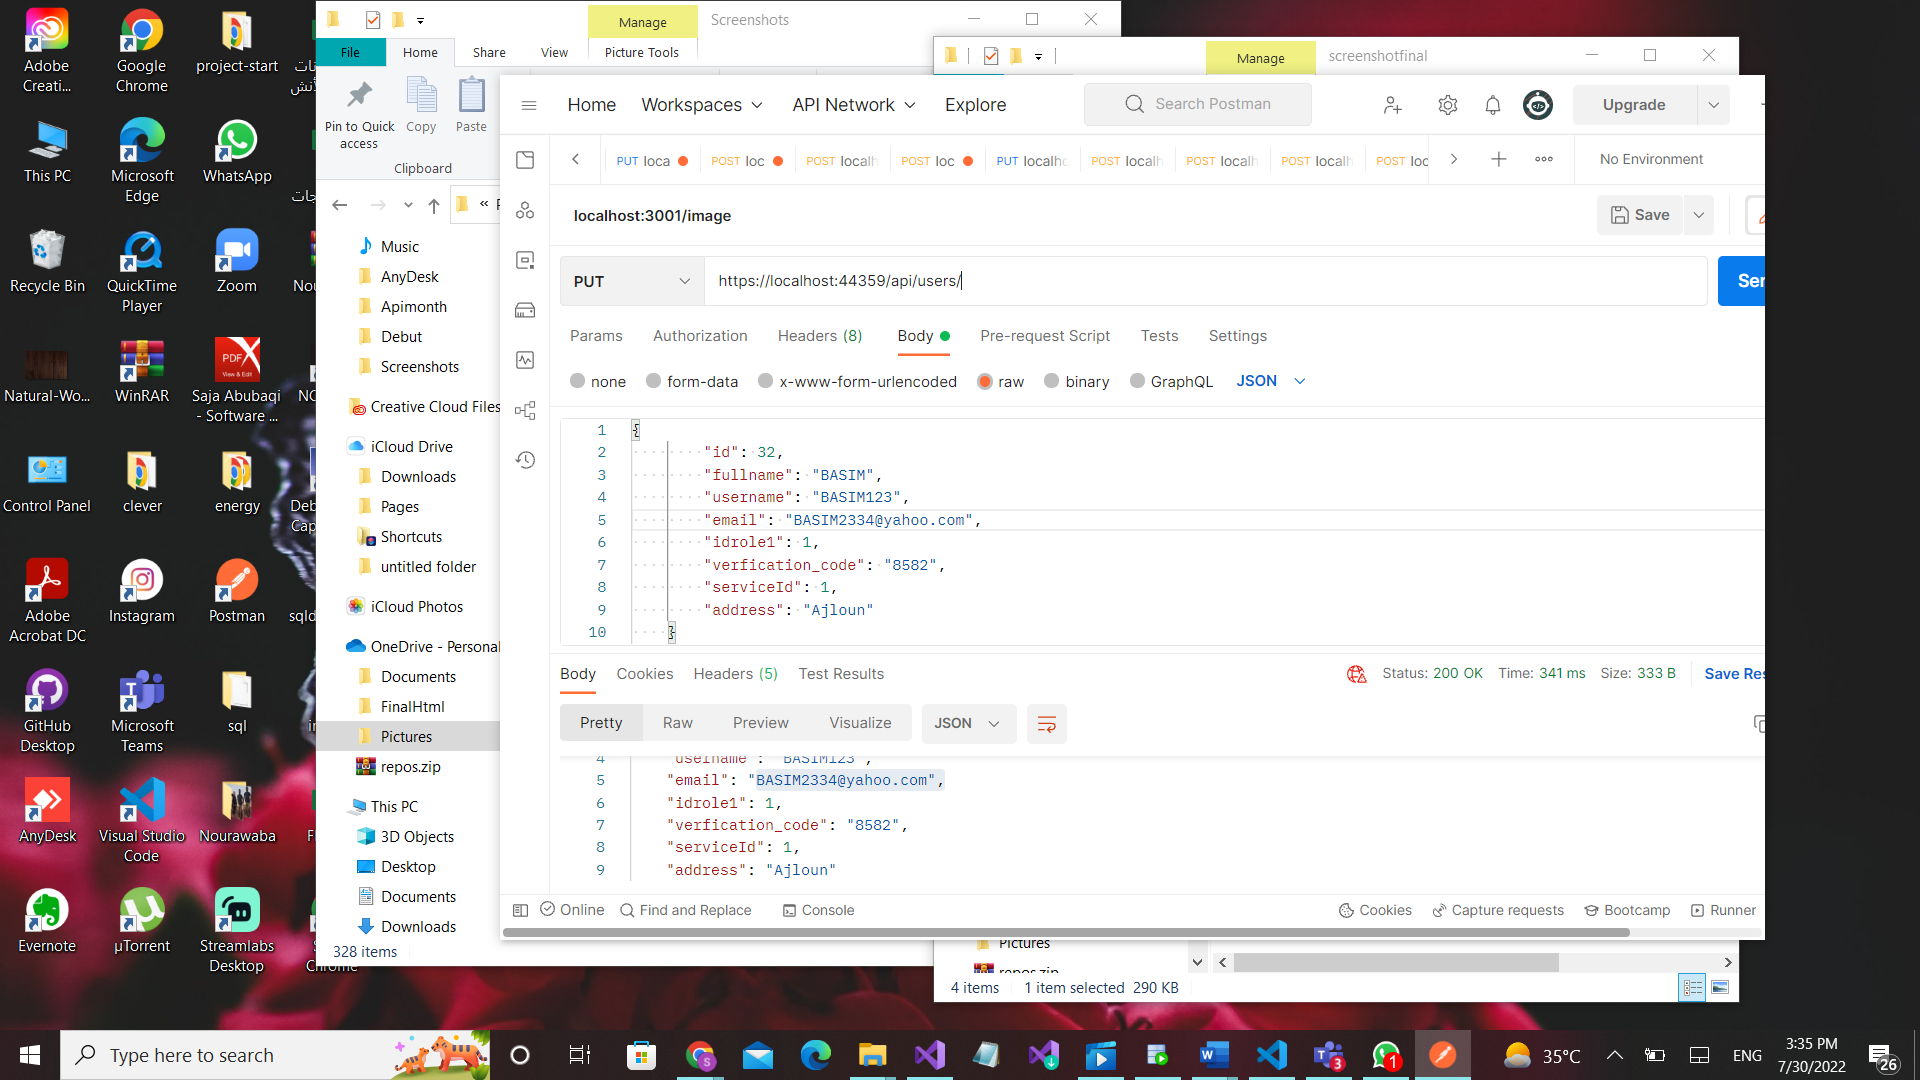 Adobe Creati...
Google Chrome
project-start
This PC
Microsoft Edge
WhatsApp
Recycle Bin
QuickTime Player
Zoom
Natural-Wo...
WinRAR
Saja Abubaqi - Software ...
Control Panel
clever
energy
Adobe Acrobat DC
Instagram
Postman
GitHub Desktop
Microsoft Teams
sql
AnyDesk
Visual Studio Code
Nourawaba
Evernote
µTorrent
Streamlabs Desktop
Manage
Screenshots
File
Home
Share
View
Picture Tools
Pin to Quick access
Copy
Paste
Clipboard
Music
AnyDesk
Apimonth
Debut
Screenshots
Creative Cloud Files
iCloud Drive
Downloads
Pages
Shortcuts
untitled folder
iCloud Photos
OneDrive - Personal
Documents
FinalHtml
Pictures
repos.zip
This PC
3D Objects
Desktop
Documents
Downloads
328 items
Manage
screenshotfinal
Home
Workspaces
API Network
Explore
Search Postman
Upgrade
PUT loca
POST loc
POST localh
POST loc
PUT localho
POST localh
POST localh
POST localh
POST loc
No Environment
localhost:3001/image
Save
PUT
https://localhost:44359/api/users/
Params
Authorization
Headers (8)
Body
Pre-request Script
Tests
Settings
none
form-data
x-www-form-urlencoded
raw
binary
GraphQL
JSON
1 {
2 "id": 32,
3 "fullname": "BASIM",
4 "username": "BASIM123",
5 "email": "BASIM2334@yahoo.com",
6 "idrole1": 1,
7 "verfication_code": "8582",
8 "serviceId": 1,
9 "address": "Ajloun"
10 }
Body
Cookies
Headers (5)
Test Results
Status: 200 OK
Time: 341 ms
Size: 333 B
Save Res
Pretty
Raw
Preview
Visualize
JSON
4 "username": "BASIM123",
5 "email": "BASIM2334@yahoo.com",
6 "idrole1": 1,
7 "verfication_code": "8582",
8 "serviceId": 1,
9 "address": "Ajloun"
Online
Find and Replace
Console
Cookies
Capture requests
Bootcamp
Runner
Pictures
repos.zip
4 items
1 item selected 290 KB
Type here to search
3
1
35°C
ENG
3:35 PM
7/30/2022
26